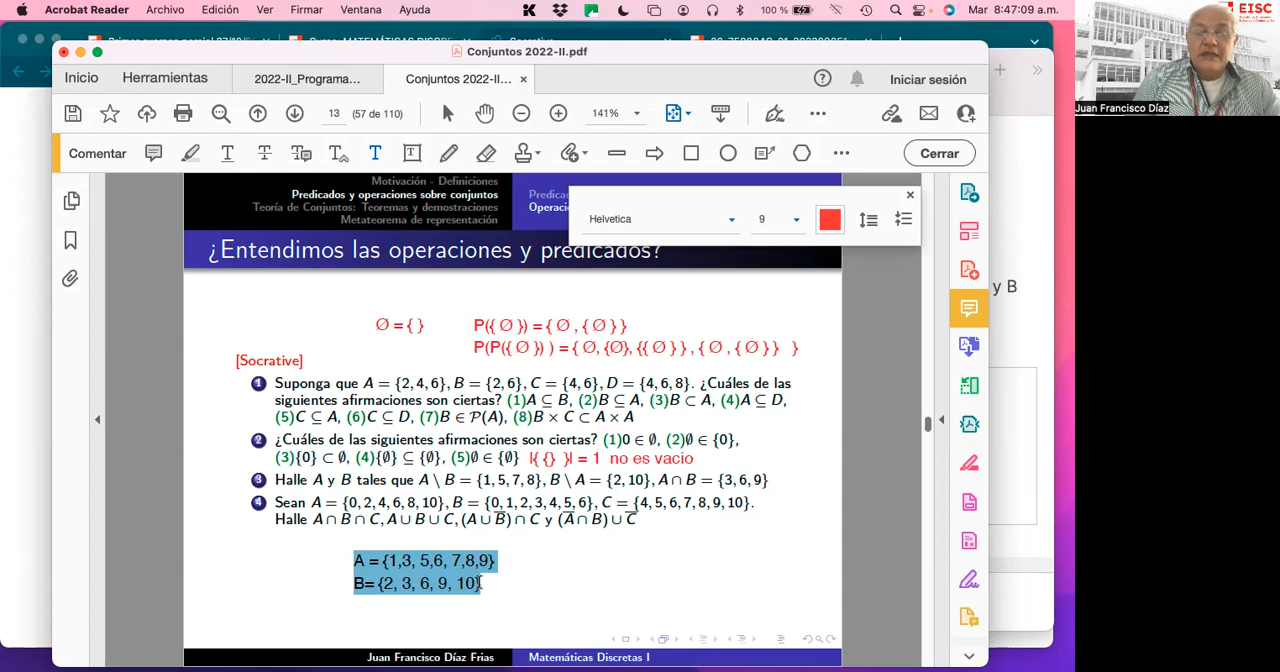 Acrobat Reader Archivo Edición Ver Firmar Ventana Ayuda 100 % Mar 8:47:09 a.m.
EISC
Conjuntos 2022-II.pdf
Inicio Herramientas 2022-II_Programa... Conjuntos 2022-II... × Iniciar sesión
13 (57 de 110) 141%
Comentar Cerrar
Juan Francisco Díaz
Motivación - Definiciones
Predicados y operaciones sobre conjuntos
Teoría de Conjuntos: Teoremas y demostraciones
Metateorema de representación
Predica
Operac
Helvetica 9
¿Entendimos las operaciones y predicados?
y B
∅ = { } P({ ∅ }) = { ∅ , { ∅ } }
P(P({ ∅ }) ) = { ∅, {∅}, {{ ∅ } } , { ∅ , { ∅ } } }
[Socrative]
1 Suponga que A = {2, 4, 6}, B = {2, 6}, C = {4, 6}, D = {4, 6, 8}. ¿Cuáles de las
siguientes afirmaciones son ciertas? (1)A ⊆ B, (2)B ⊆ A, (3)B ⊂ A, (4)A ⊆ D,
(5)C ⊆ A, (6)C ⊆ D, (7)B ∈ P(A), (8)B × C ⊂ A × A
2 ¿Cuáles de las siguientes afirmaciones son ciertas? (1)0 ∈ ∅, (2)∅ ∈ {0},
(3){0} ⊂ ∅, (4){∅} ⊆ {∅}, (5)∅ ∈ {∅} |{ {} }| = 1 no es vacio
3 Halle A y B tales que A \ B = {1, 5, 7, 8}, B \ A = {2, 10}, A ∩ B = {3, 6, 9}
4 Sean A = {0, 2, 4, 6, 8, 10}, B = {0, 1, 2, 3, 4, 5, 6}, C = {4, 5, 6, 7, 8, 9, 10}.
Halle A ∩ B ∩ C, A ∪ B ∪ C, (A ∪ B̅) ∩ C y (A̅ ∩ B) ∪ C̅
A = {1,3, 5,6, 7,8,9}
B= {2, 3, 6, 9, 10}
Juan Francisco Díaz Frias Matemáticas Discretas I